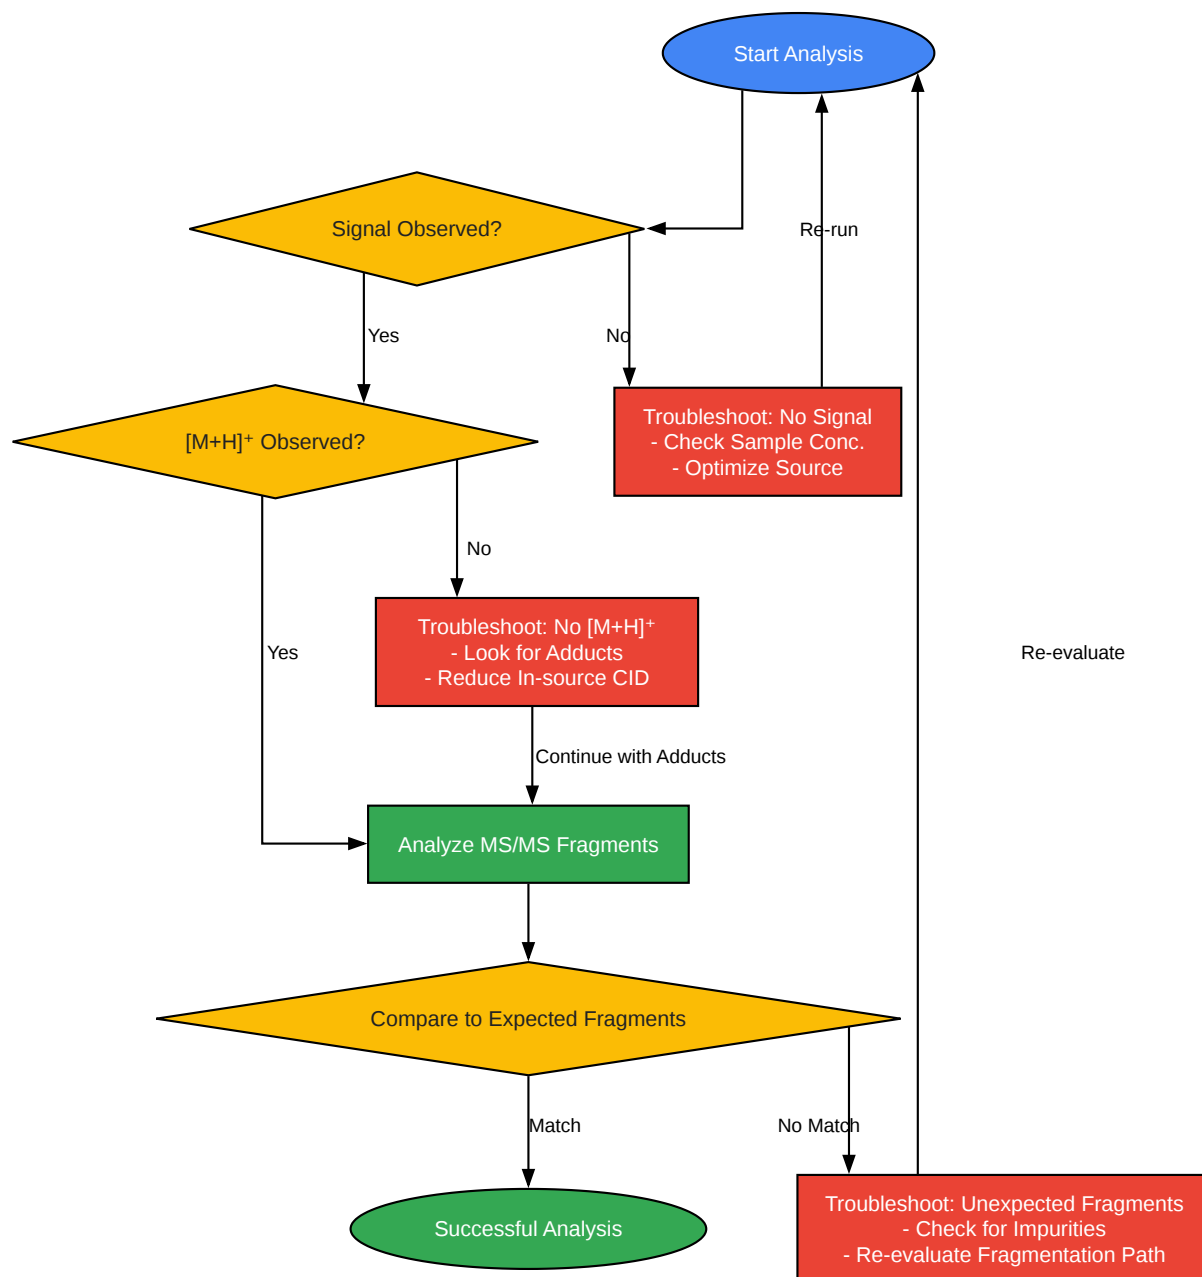 Start Analysis
Signal Observed?
Re-run
Yes
No
Troubleshoot: No Signal
- Check Sample Conc.
- Optimize Source
[M+H]⁺ Observed?
No
Troubleshoot: No [M+H]⁺
- Look for Adducts
- Reduce In-source CID
Yes
Re-evaluate
Continue with Adducts
Analyze MS/MS Fragments
Compare to Expected Fragments
Match
No Match
Successful Analysis
Troubleshoot: Unexpected Fragments
- Check for Impurities
- Re-evaluate Fragmentation Path